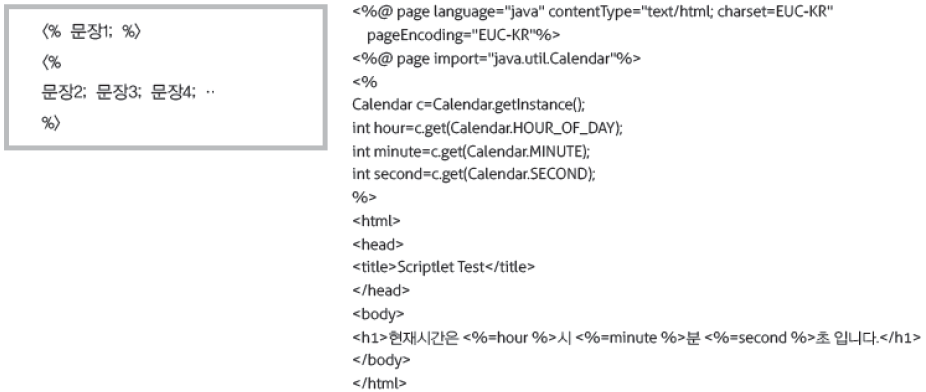 <% 문장1; %>
<%
문장2; 문장3; 문장4; ··
%>
<%@ page language="java" contentType="text/html; charset=EUC-KR"
pageEncoding="EUC-KR"%>
<%@ page import="java.util.Calendar"%>
<%
Calendar c=Calendar.getInstance();
int hour=c.get(Calendar.HOUR_OF_DAY);
int minute=c.get(Calendar.MINUTE);
int second=c.get(Calendar.SECOND);
%>
<html>
<head>
<title>Scriptlet Test</title>
</head>
<body>
<h1>현재시간은 <%=hour %>시 <%=minute %>분 <%=second %>초 입니다.</h1>
</body>
</html>